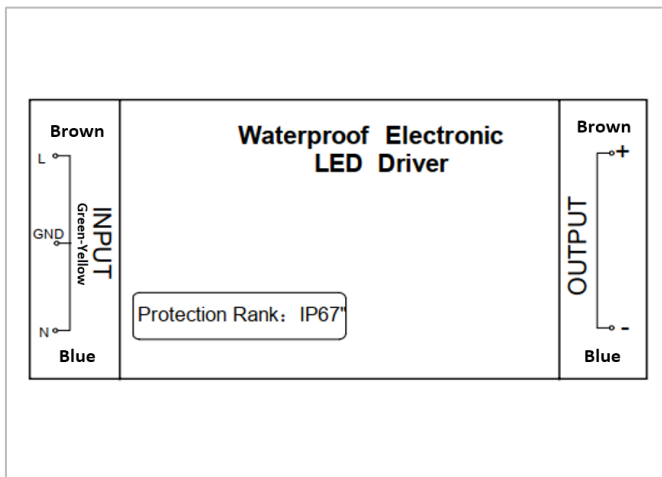 Brown
L
GND
N
Blue
INPUT
Green-Yellow
Waterproof Electronic
LED Driver
Protection Rank：IP67"
Brown
+
OUTPUT
-
Blue